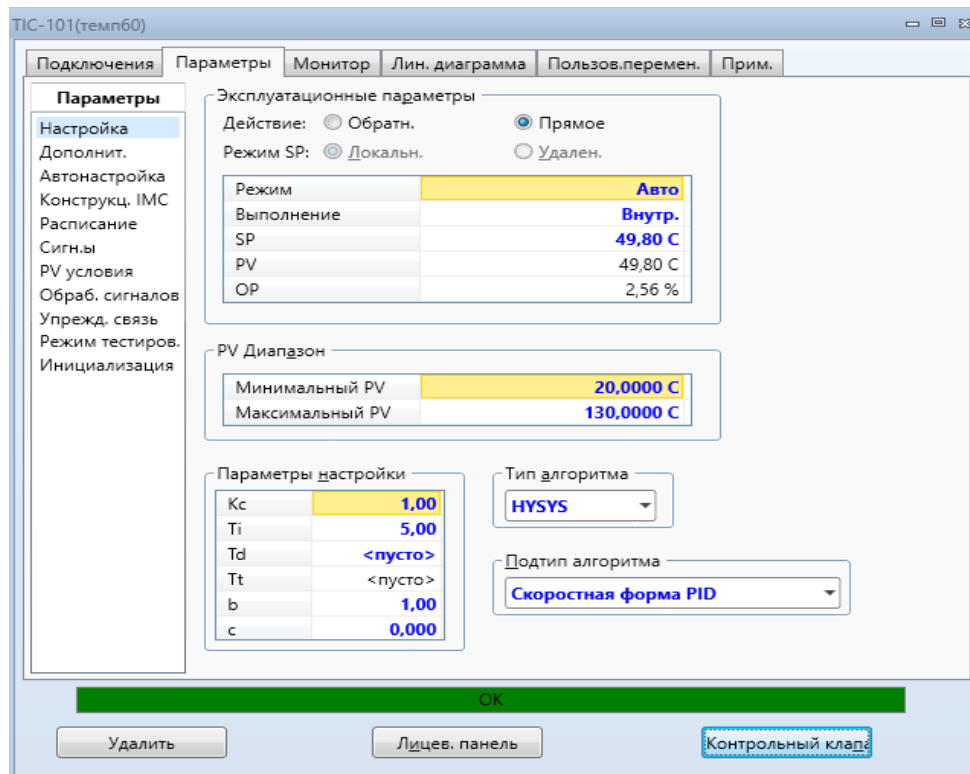 TIC-101(темп60)
Подключения Параметры Монитор Лин. диаграмма Пользов.перемен. Прим.
Параметры
Настройка
Дополнит.
Автонастройка
Конструкц. IMC
Расписание
Сигн.ы
PV условия
Обраб. сигналов
Упрежд. связь
Режим тестиров.
Инициализация
Эксплуатационные параметры
Действие: Обратн. Прямое
Режим SP: Локальн. Удален.
Режим Авто
Выполнение Внутр.
SP 49,80 C
PV 49,80 C
OP 2,56 %
PV Диапазон
Минимальный PV 20,0000 C
Максимальный PV 130,0000 C
Параметры настройки
Kc 1,00
Ti 5,00
Td <пусто>
Tt <пусто>
b 1,00
c 0,000
Тип алгоритма
HYSYS
Подтип алгоритма
Скоростная форма PID
OK
Удалить Лицев. панель Контрольный клапа